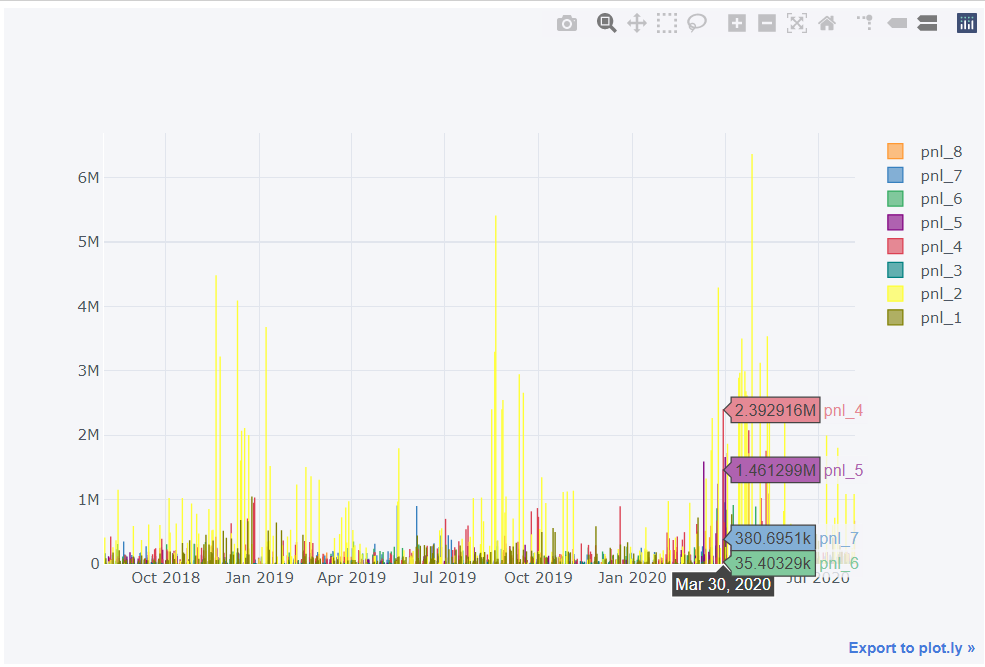 6M
5M
4M
3M
2M
1M
0
Oct 2018
Jan 2019
Apr 2019
Jul 2019
Oct 2019
Jan 2020
Jul 2020
pnl_8
pnl_7
pnl_6
pnl_5
pnl_4
pnl_3
pnl_2
pnl_1
2.392916M pnl_4
1.461299M pnl_5
380.6951k pnl_7
35.40329k pnl_6
Mar 30, 2020
Export to plot.ly »